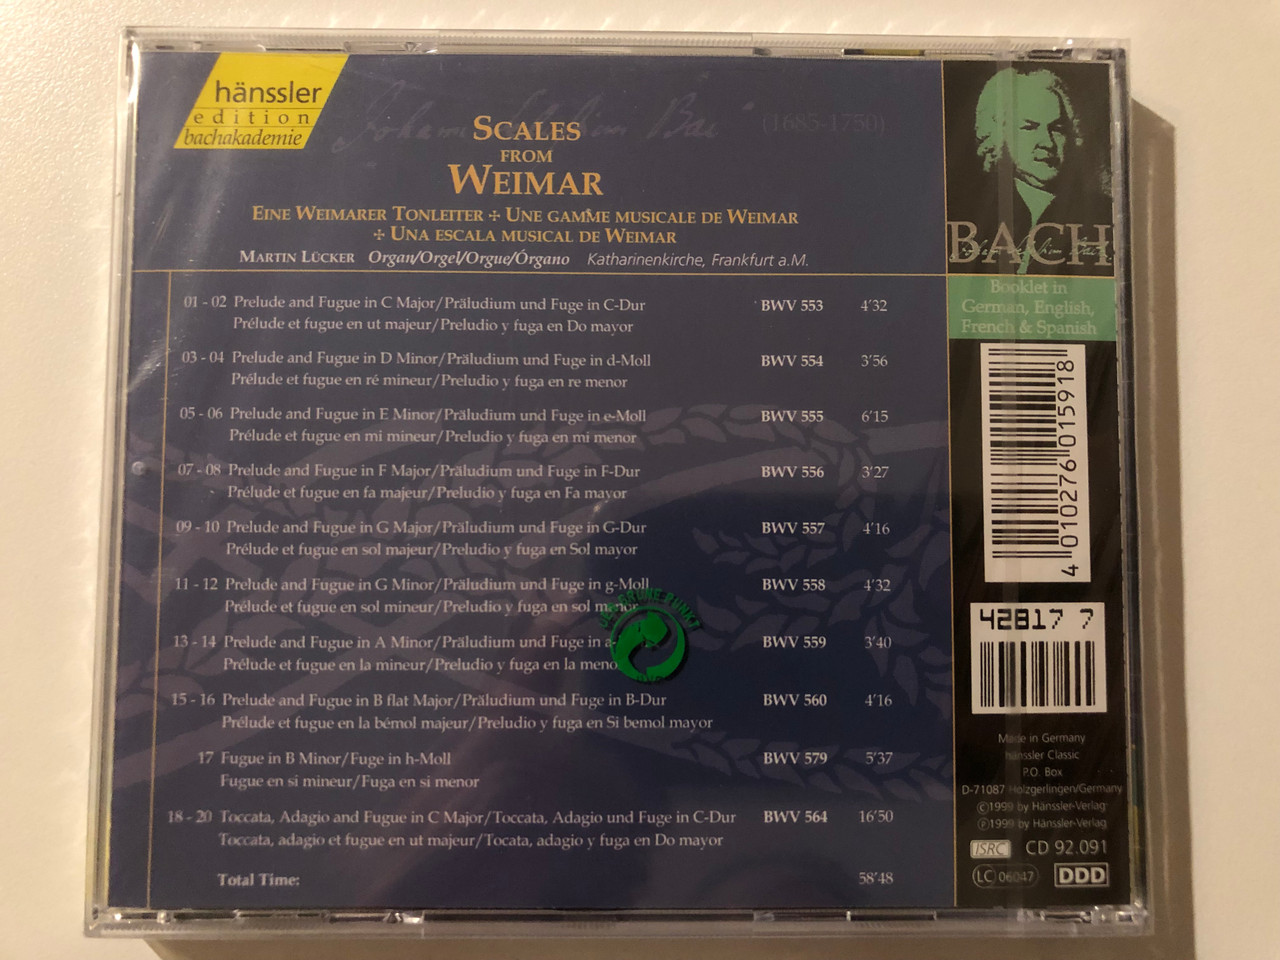 hänssler
edition
bachakademie
(1685-1750)
SCALES
FROM
WEIMAR
EINE WEIMARER TONLEITER + UNE GAMME MUSICALE DE WEIMAR
+ UNA ESCALA MUSICAL DE WEIMAR
MARTIN LÜCKER Organ/Orgel/Orgue/Órgano Katharinenkirche, Frankfurt a.M.
01 - 02 Prelude and Fugue in C Major/Präludium und Fuge in C-Dur BWV 553 4'32
Prélude et fugue en ut majeur/Preludio y fuga en Do mayor
03 - 04 Prelude and Fugue in D Minor/Präludium und Fuge in d-Moll BWV 554 3'56
Prélude et fugue en ré mineur/Preludio y fuga en re menor
05 - 06 Prelude and Fugue in E Minor/Präludium und Fuge in e-Moll BWV 555 6'15
Prélude et fugue en mi mineur/Preludio y fuga en mi menor
07 - 08 Prelude and Fugue in F Major/Präludium und Fuge in F-Dur BWV 556 3'27
Prélude et fugue en fa majeur/Preludio y fuga en Fa mayor
09 - 10 Prelude and Fugue in G Major/Präludium und Fuge in G-Dur BWV 557 4'16
Prélude et fugue en sol majeur/Preludio y fuga en Sol mayor
11 - 12 Prelude and Fugue in G Minor/Präludium und Fuge in g-Moll BWV 558 4'32
Prélude et fugue en sol mineur/Preludio y fuga en sol menor
13 - 14 Prelude and Fugue in A Minor/Präludium und Fuge in a- BWV 559 3'40
Prélude et fugue en la mineur/Preludio y fuga en la meno
15 - 16 Prelude and Fugue in B flat Major/Präludium und Fuge in B-Dur BWV 560 4'16
Prélude et fugue en la bémol majeur/Preludio y fuga en Si bemol mayor
17 Fugue in B Minor/Fuge in h-Moll BWV 579 5'37
Fugue en si mineur/Fuga en si menor
18 - 20 Toccata, Adagio and Fugue in C Major/Toccata, Adagio und Fuge in C-Dur BWV 564 16'50
Toccata, adagio et fugue en ut majeur/Tocata, adagio y fuga en Do mayor
Total Time: 58'48
DER GRÜNE PUNKT
BACH
Booklet in
German, English,
French & Spanish
4 010276 015918
42817 7
Made in Germany
hänssler Classic
P.O. Box
D-71087 Holzgerlingen/Germany
©1999 by Hänssler-Verlag
℗1999 by Hänssler-Verlag
ISRC CD 92.091
LC 06047 DDD